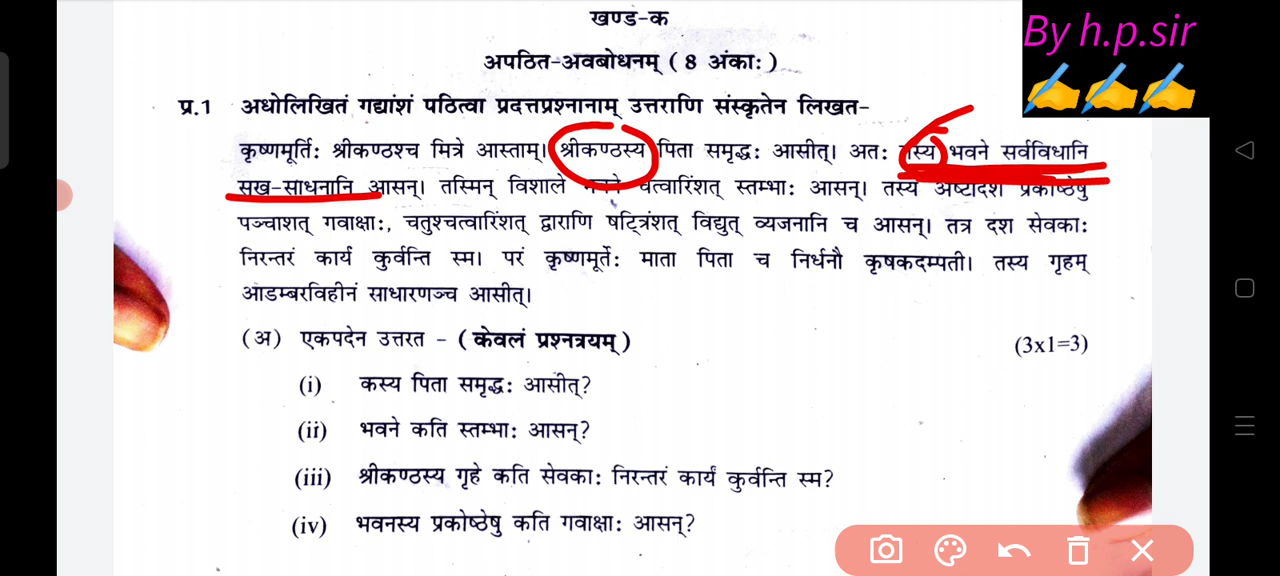 खण्ड-क
By h.p.sir
अपठित-अवबोधनम् ( 8 अंकाः )
प्र.1 अधोलिखितं गद्यांशं पठित्वा प्रदत्तप्रश्नानाम् उत्तराणि संस्कृतेन लिखत-
कृष्णमूर्तिः श्रीकण्ठश्च मित्रे आस्ताम्। श्रीकण्ठस्य पिता समृद्धः आसीत्। अतः तस्य भवने सर्वविधानि
सुख-साधनानि आसन्। तस्मिन् विशाले भवने चत्वारिंशत् स्तम्भाः आसन्। तस्य अष्टादश प्रकोष्ठेषु
पञ्चाशत् गवाक्षाः, चतुश्चत्वारिंशत् द्वाराणि षट्त्रिंशत् विद्युत् व्यजनानि च आसन्। तत्र दश सेवकाः
निरन्तरं कार्यं कुर्वन्ति स्म। परं कृष्णमूर्तेः माता पिता च निर्धनौ कृषकदम्पती। तस्य गृहम्
आडम्बरविहीनं साधारणञ्च आसीत्।
(अ) एकपदेन उत्तरत - (केवलं प्रश्नत्रयम्) (3x1=3)
(i) कस्य पिता समृद्धः आसीत्?
(ii) भवने कति स्तम्भाः आसन्?
(iii) श्रीकण्ठस्य गृहे कति सेवकाः निरन्तरं कार्यं कुर्वन्ति स्म?
(iv) भवनस्य प्रकोष्ठेषु कति गवाक्षाः आसन्?